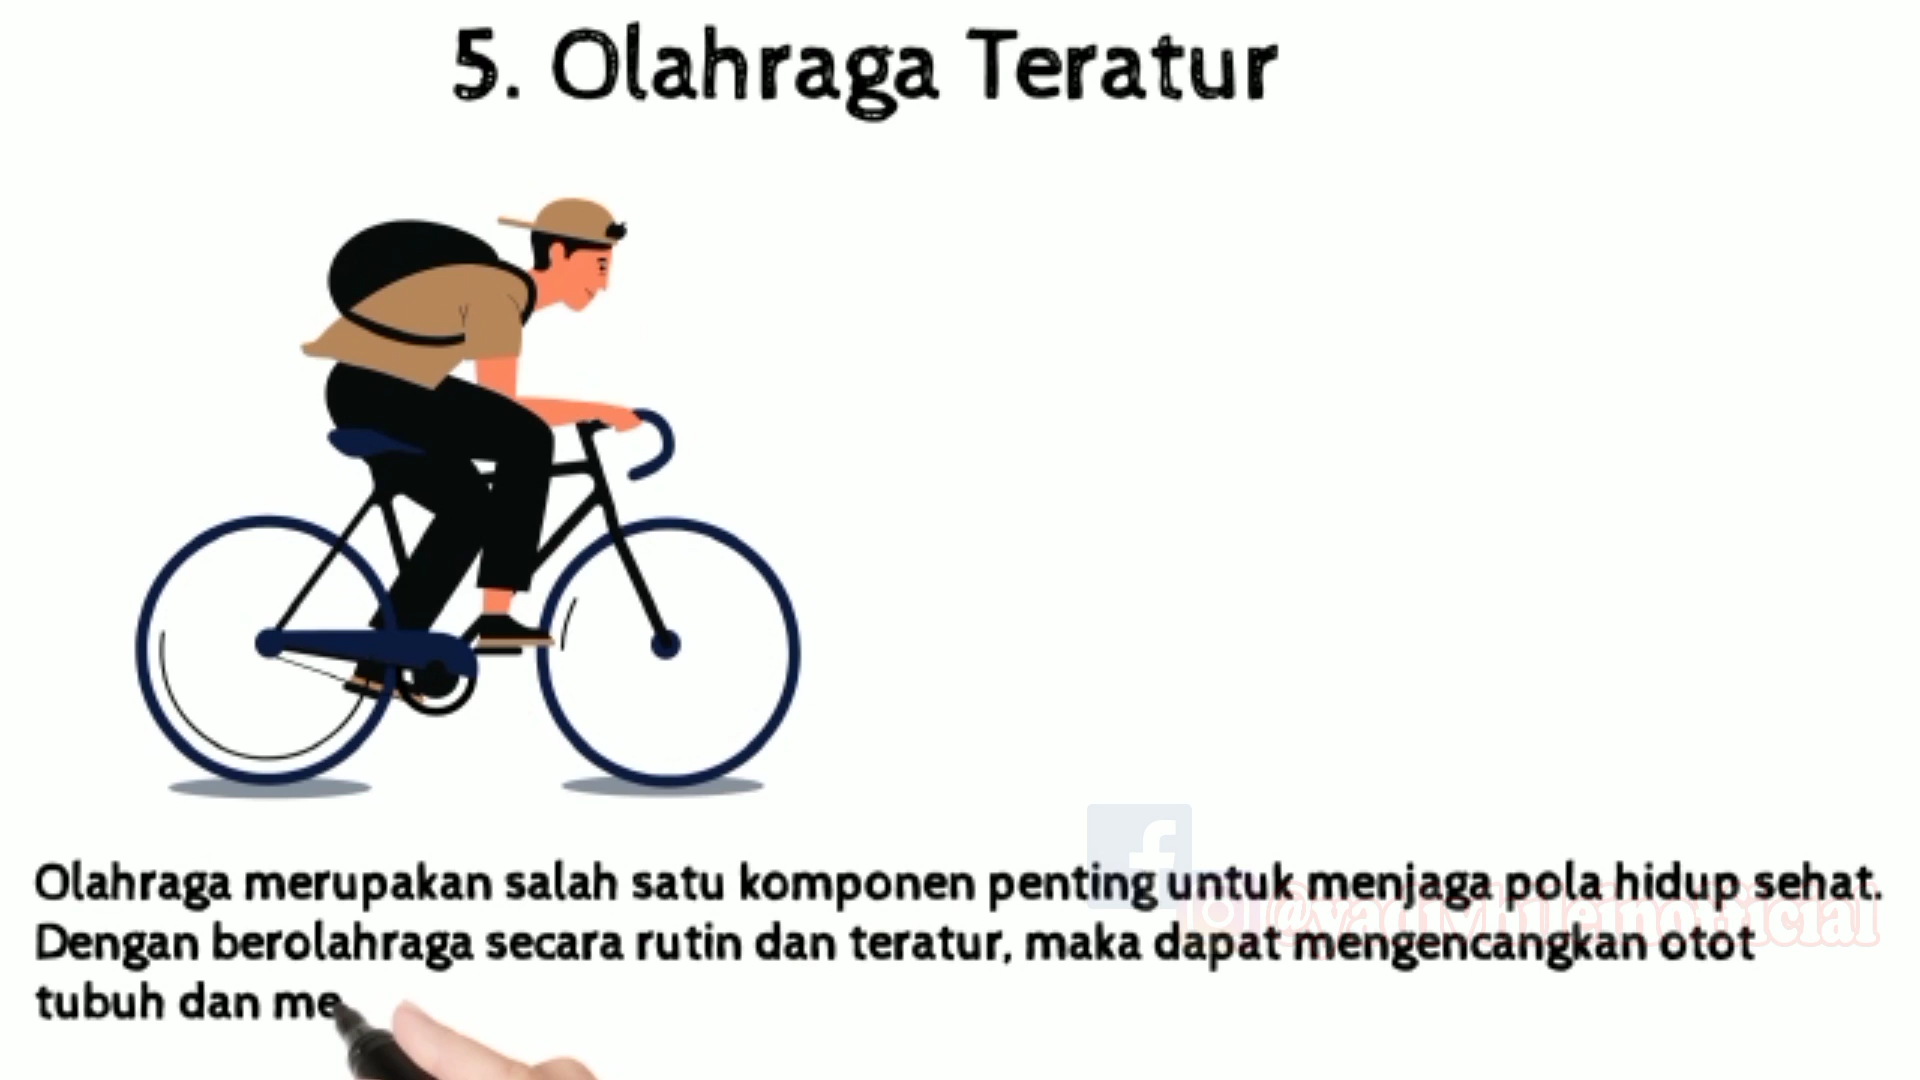 5. Olahraga Teratur
Olahraga merupakan salah satu komponen penting untuk menjaga pola hidup sehat.
Dengan berolahraga secara rutin dan teratur, maka dapat mengencangkan otot
tubuh dan me